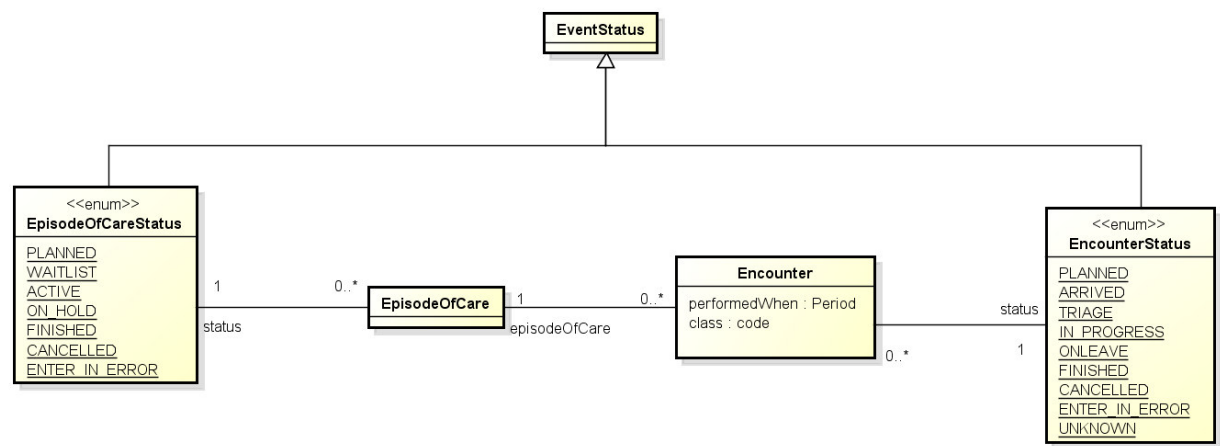 EventStatus
<<enum>>
EpisodeOfCareStatus
PLANNED
WAITLIST
ACTIVE
ON_HOLD
FINISHED
CANCELLED
ENTER_IN_ERROR
1
status
0..*
EpisodeOfCare
1
episodeOfCare
0..*
Encounter
performedWhen : Period
class : code
0..*
status
1
<<enum>>
EncounterStatus
PLANNED
ARRIVED
TRIAGE
IN_PROGRESS
ONLEAVE
FINISHED
CANCELLED
ENTER_IN_ERROR
UNKNOWN